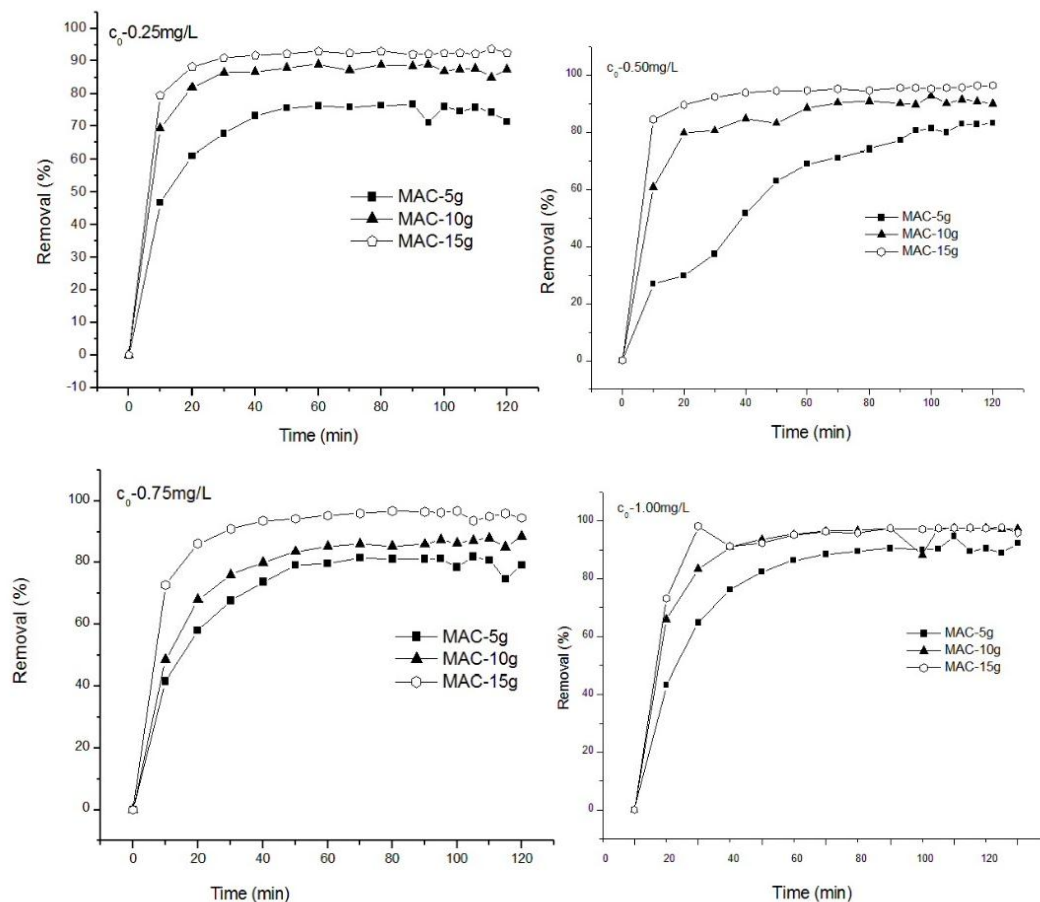 c0-0.25mg/L
100
90
80
70
60
50
40
30
20
10
0
-10
Removal (%)
MAC-5g
MAC-10g
MAC-15g
0 20 40 60 80 100 120
Time (min)
c0-0.50mg/L
100
80
60
40
20
0
Removal (%)
MAC-5g
MAC-10g
MAC-15g
0 20 40 60 80 100 120
Time (min)
c0-0.75mg/L
100
80
60
40
20
0
Removal (%)
MAC-5g
MAC-10g
MAC-15g
0 20 40 60 80 100 120
Time (min)
c0-1.00mg/L
100
80
60
40
20
0
Removal (%)
MAC-5g
MAC-10g
MAC-15g
0 20 40 60 80 100 120
Time (min)